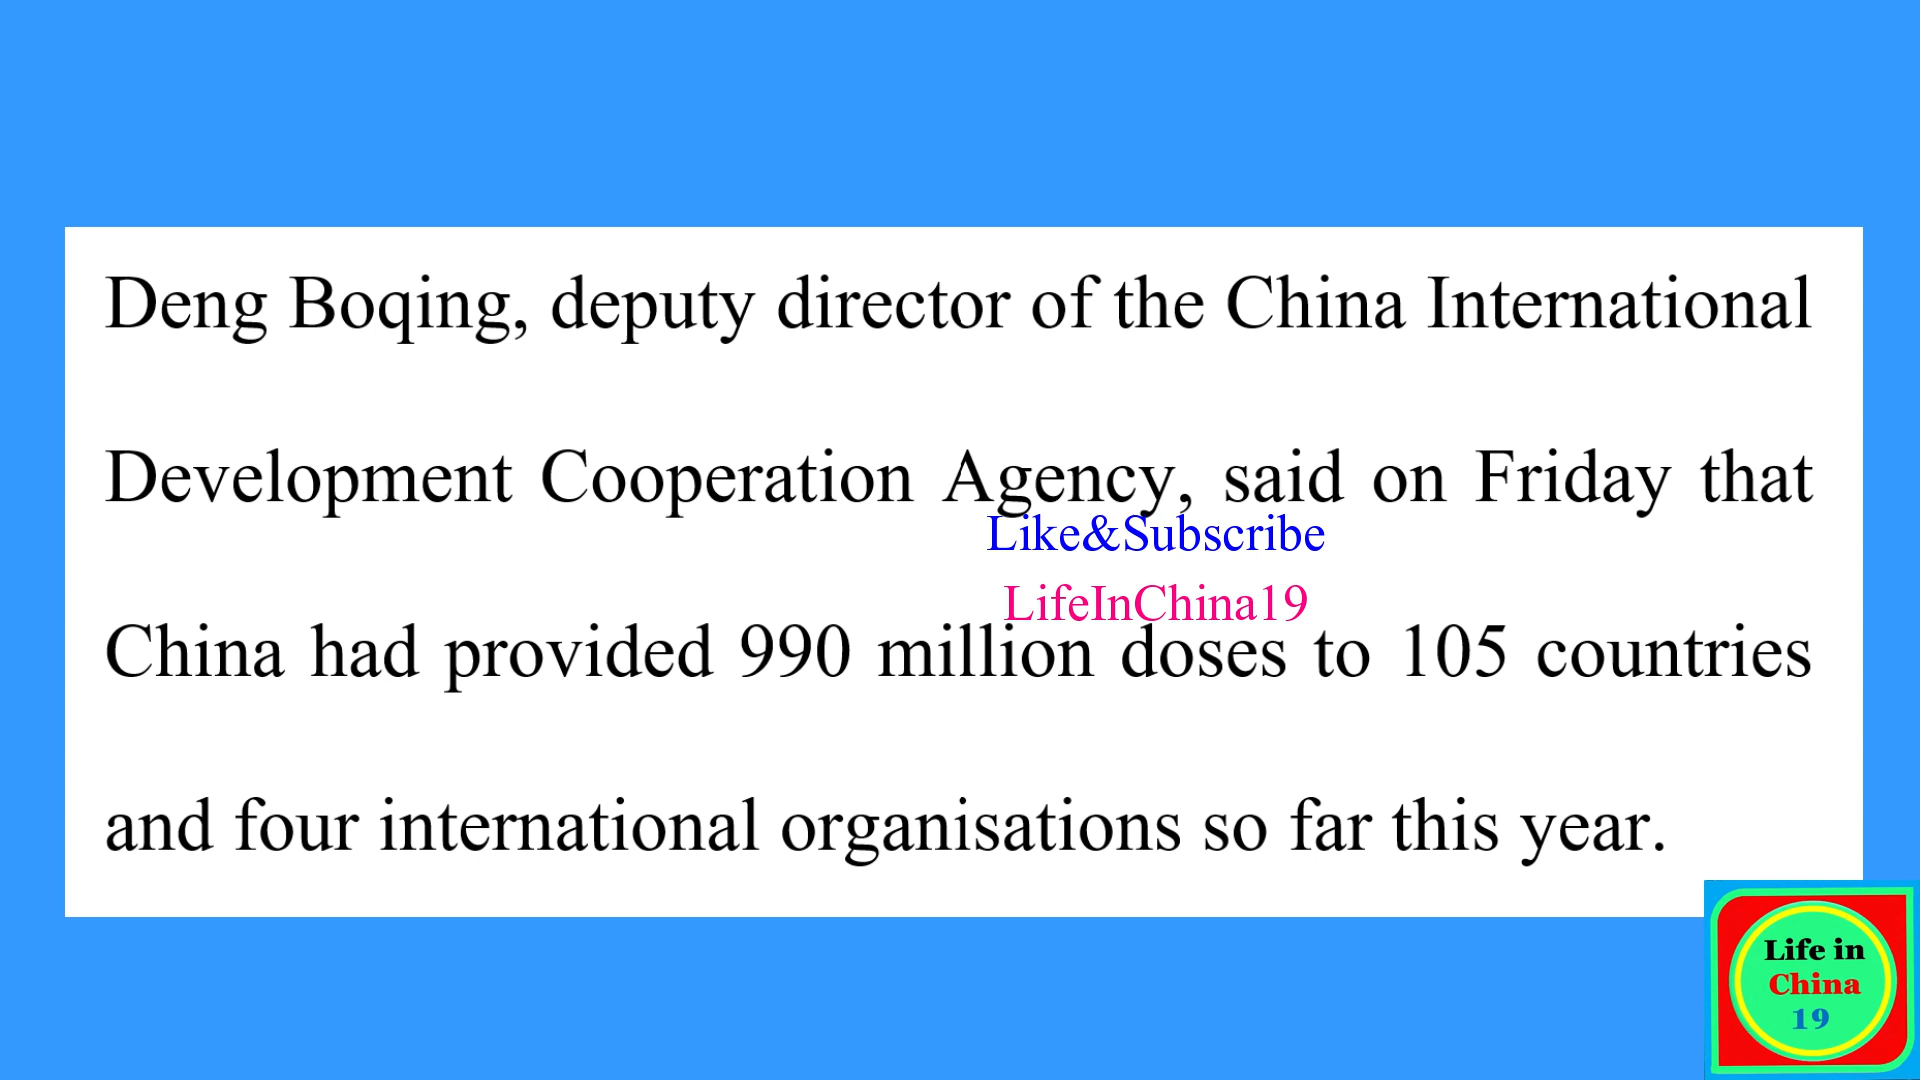 Deng Boqing, deputy director of the China International
Development Cooperation Agency, said on Friday that
Like&Subscribe
LifeInChina19
China had provided 990 million doses to 105 countries
and four international organisations so far this year.
Life in
China
19